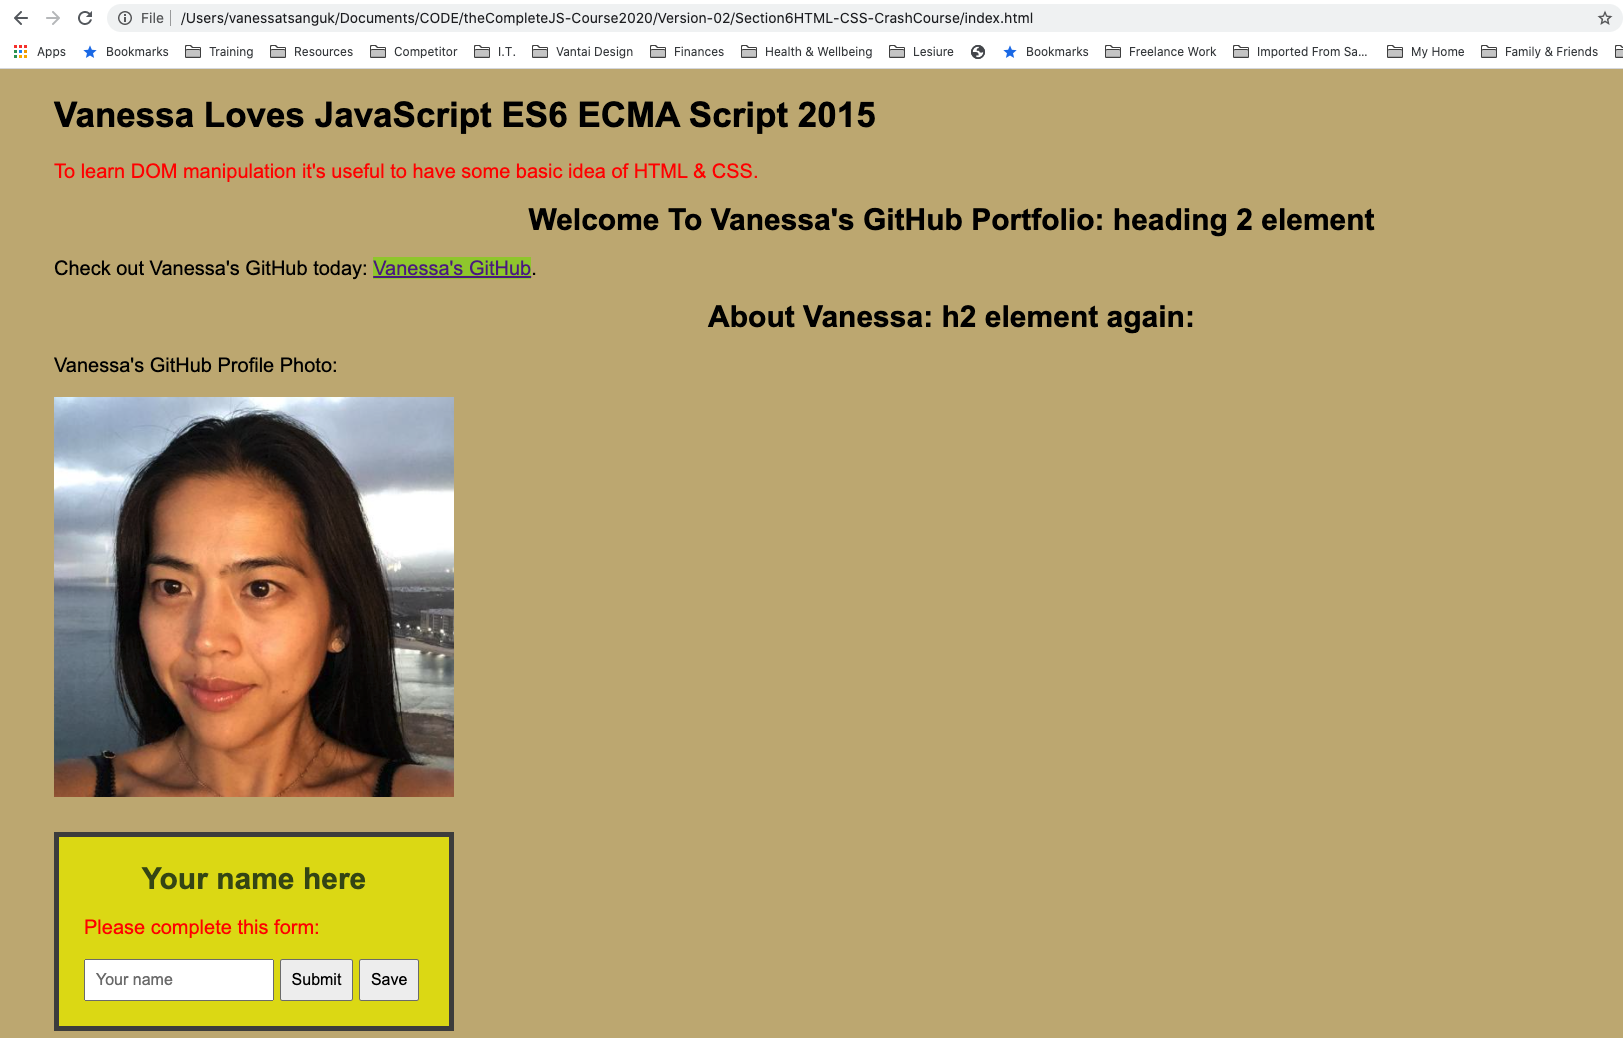 File /Users/vanessatsanguk/Documents/CODE/theCompleteJS-Course2020/Version-02/Section6HTML-CSS-CrashCourse/index.html
Apps Bookmarks Training Resources Competitor I.T. Vantai Design Finances Health & Wellbeing Lesiure Bookmarks Freelance Work Imported From Sa... My Home Family & Friends
Vanessa Loves JavaScript ES6 ECMA Script 2015
To learn DOM manipulation it's useful to have some basic idea of HTML & CSS.
Welcome To Vanessa's GitHub Portfolio: heading 2 element
Check out Vanessa's GitHub today: Vanessa's GitHub.
About Vanessa: h2 element again:
Vanessa's GitHub Profile Photo:
Your name here
Please complete this form:
Your name Submit Save